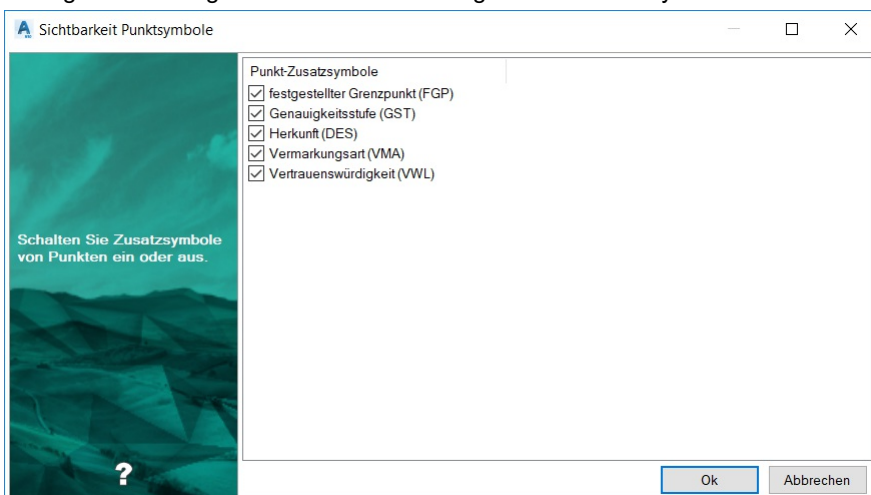 Sichtbarkeit Punktsymbole
Punkt-Zusatzsymbole
festgestellter Grenzpunkt (FGP)
Genauigkeitsstufe (GST)
Herkunft (DES)
Vermarkungsart (VMA)
Vertrauenswürdigkeit (VWL)
Schalten Sie Zusatzsymbole
von Punkten ein oder aus.
?
Ok
Abbrechen